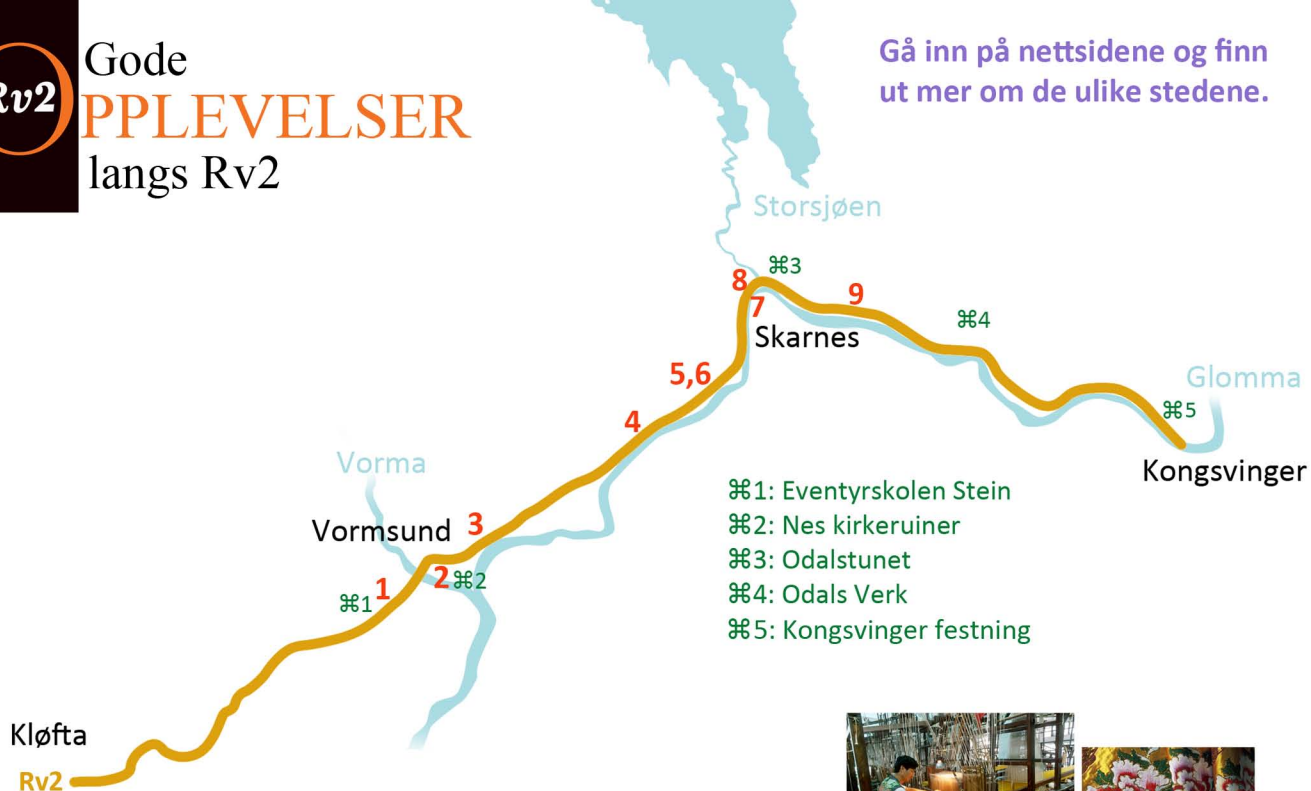 Rv2
Gode
PPLEVELSER
langs Rv2
Gå inn på nettsidene og finn
ut mer om de ulike stedene.
Storsjøen
⌘3
8
7
9
Skarnes
⌘4
5,6
Glomma
4
⌘5
Kongsvinger
Vorma
Vormsund
3
2
⌘2
1
⌘1
⌘1: Eventyrskolen Stein
⌘2: Nes kirkeruiner
⌘3: Odalstunet
⌘4: Odals Verk
⌘5: Kongsvinger festning
Kløfta
Rv2